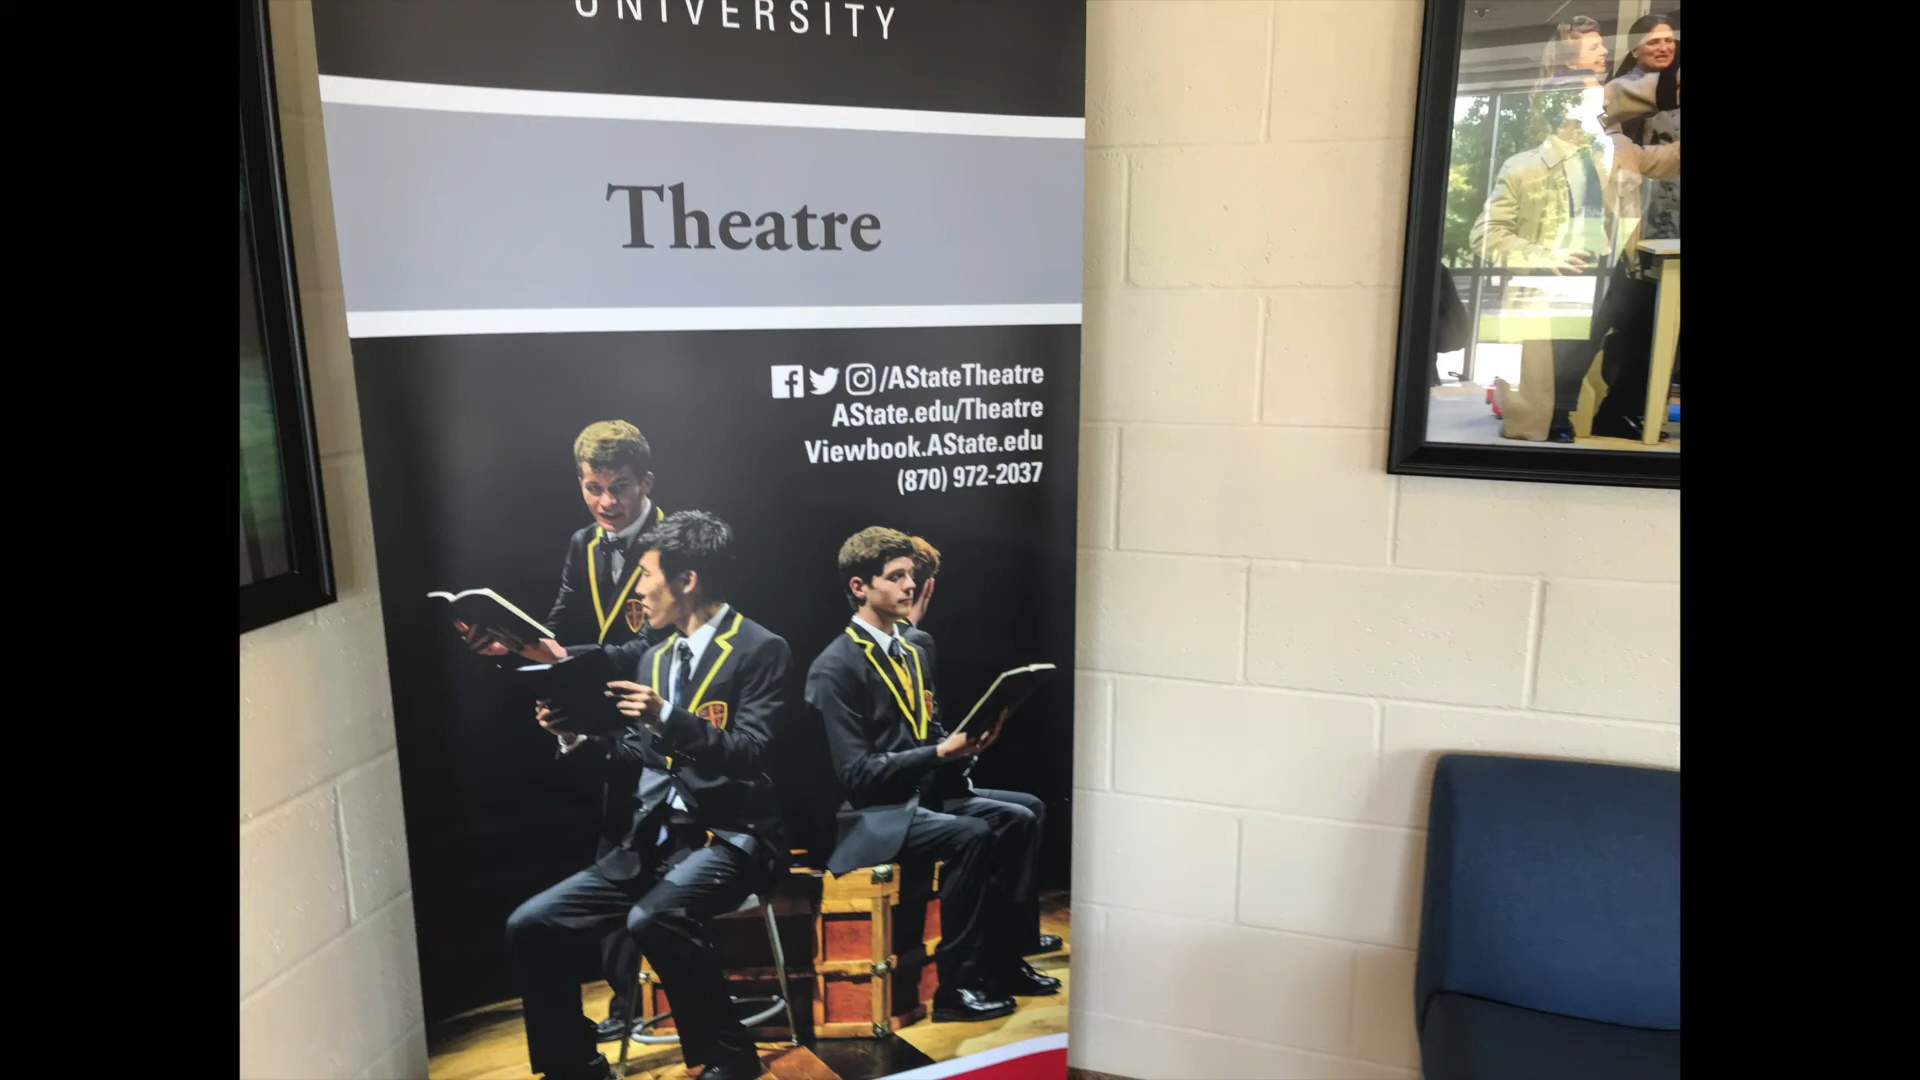 UNIVERSITY
Theatre
/AStateTheatre
AState.edu/Theatre
Viewbook.AState.edu
(870) 972-2037